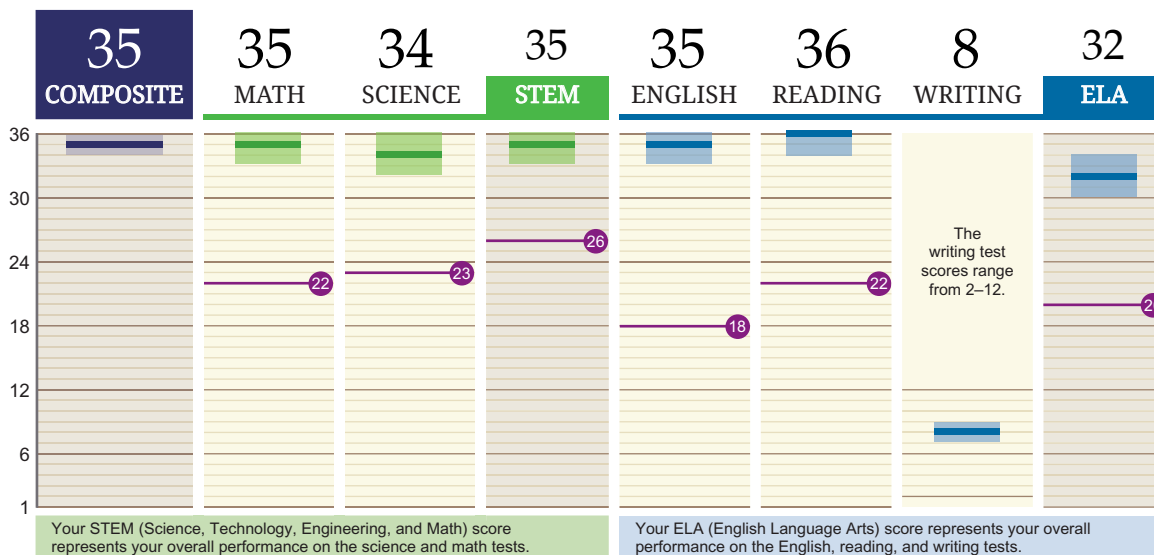 35 35 34 35 35 36 8 32
COMPOSITE MATH SCIENCE STEM ENGLISH READING WRITING ELA
36
30
24
18
12
6
1
22
23
26
18
22
The
writing test
scores range
from 2–12.
Your STEM (Science, Technology, Engineering, and Math) score
represents your overall performance on the science and math tests.
Your ELA (English Language Arts) score represents your overall
performance on the English, reading, and writing tests.